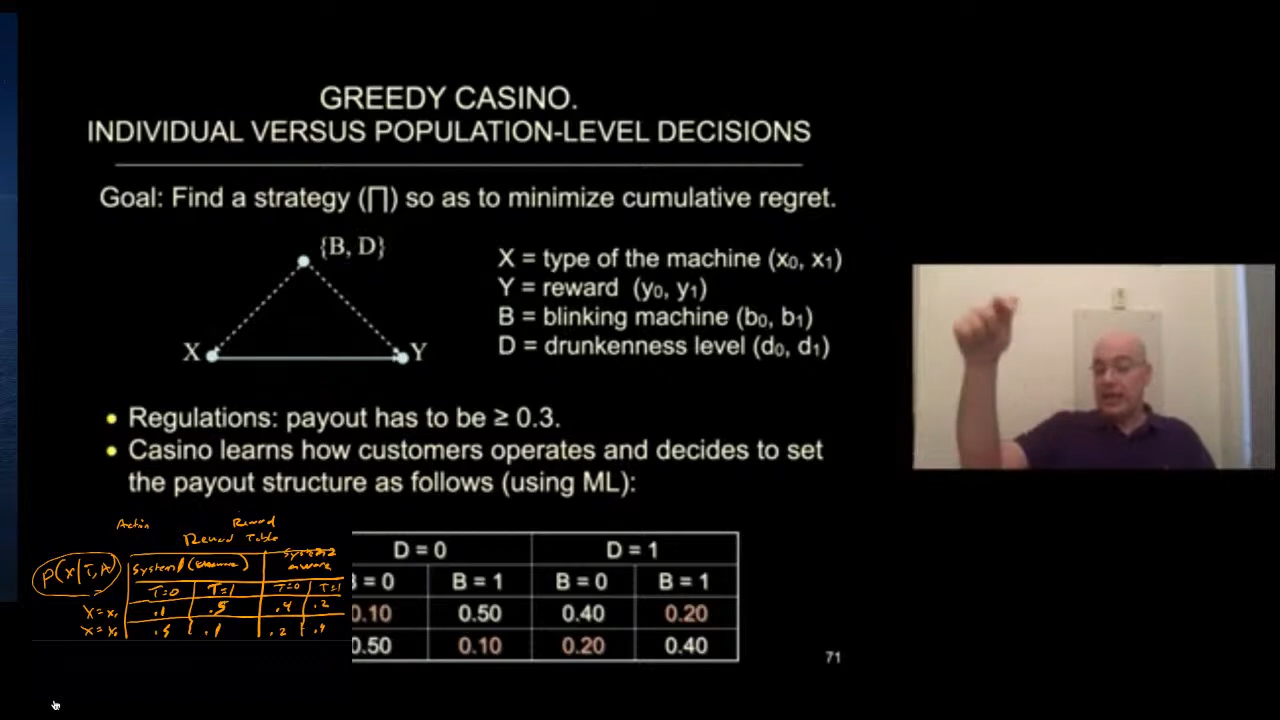 GREEDY CASINO.
INDIVIDUAL VERSUS POPULATION-LEVEL DECISIONS
Goal: Find a strategy (∏) so as to minimize cumulative regret.
{B, D}
X
Y
X = type of the machine (x₀, x₁)
Y = reward (y₀, y₁)
B = blinking machine (b₀, b₁)
D = drunkenness level (d₀, d₁)
• Regulations: payout has to be ≥ 0.3.
• Casino learns how customers operates and decides to set
the payout structure as follows (using ML):
Action Reward
Reward Table
System 1
aware
T=0 T=1 T=0 T=1
X=x₁ .1 .5 .4 .2
.5 .1 .2 .4
D = 0 D = 1
= 0 B = 1 B = 0 B = 1
0.10 0.50 0.40 0.20
0.50 0.10 0.20 0.40
71